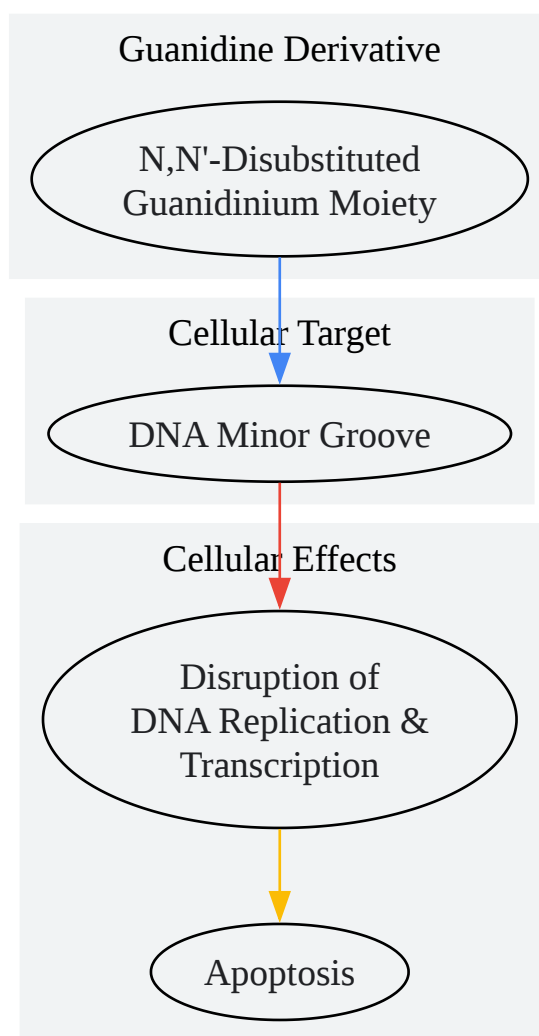 Guanidine Derivative
N,N'-Disubstituted
Guanidinium Moiety
Cellular Target
DNA Minor Groove
Cellular Effects
Disruption of
DNA Replication &
Transcription
Apoptosis